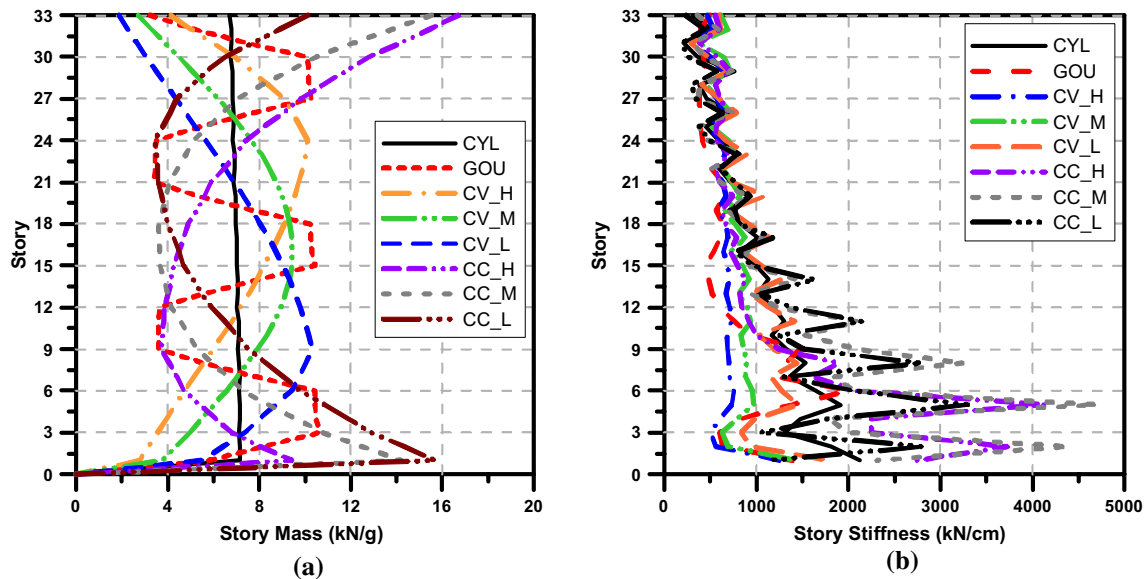 33
30
27
24
21
18
15
12
9
6
3
0
Story
CYL
GOU
CV_H
CV_M
CV_L
CC_H
CC_M
CC_L
0 4 8 12 16 20
Story Mass (kN/g)
(a)
33
30
27
24
21
18
15
12
9
6
3
0
Story
CYL
GOU
CV_H
CV_M
CV_L
CC_H
CC_M
CC_L
0 1000 2000 3000 4000 5000
Story Stiffness (kN/cm)
(b)